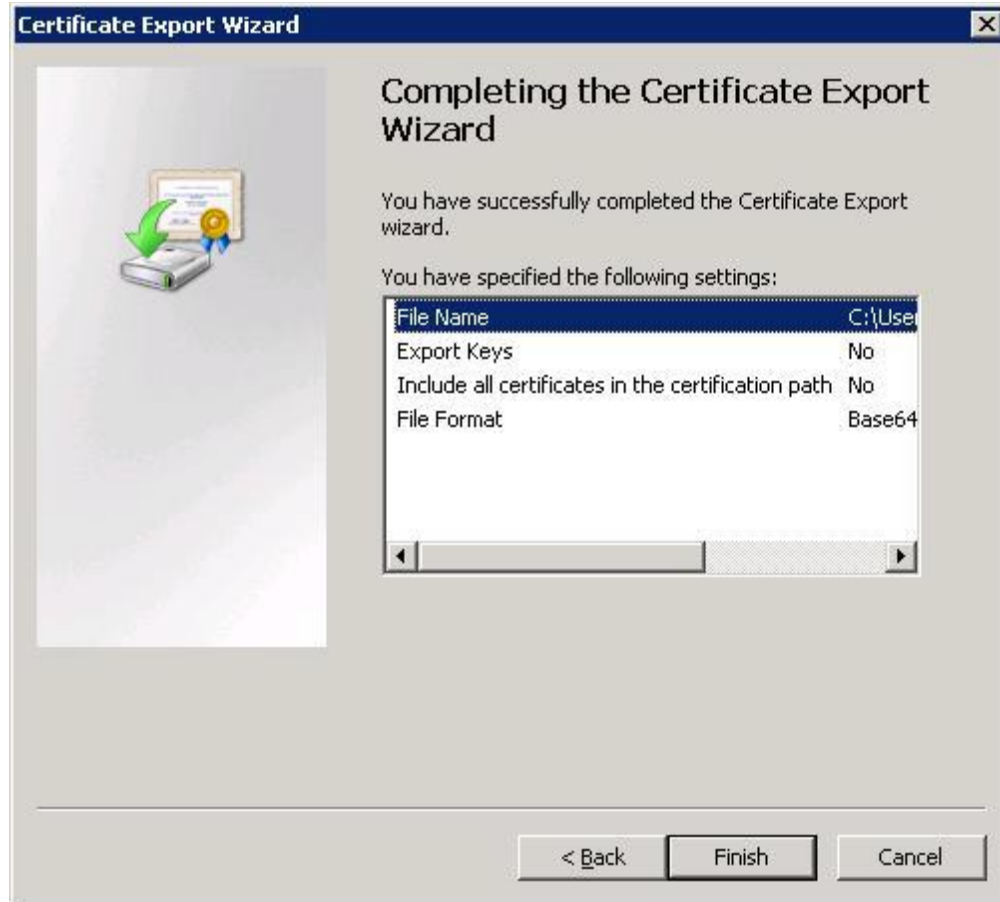 Certificate Export Wizard
Completing the Certificate Export
Wizard
You have successfully completed the Certificate Export
wizard.
You have specified the following settings:
File Name C:\User
Export Keys No
Include all certificates in the certification path No
File Format Base64
< Back Finish Cancel